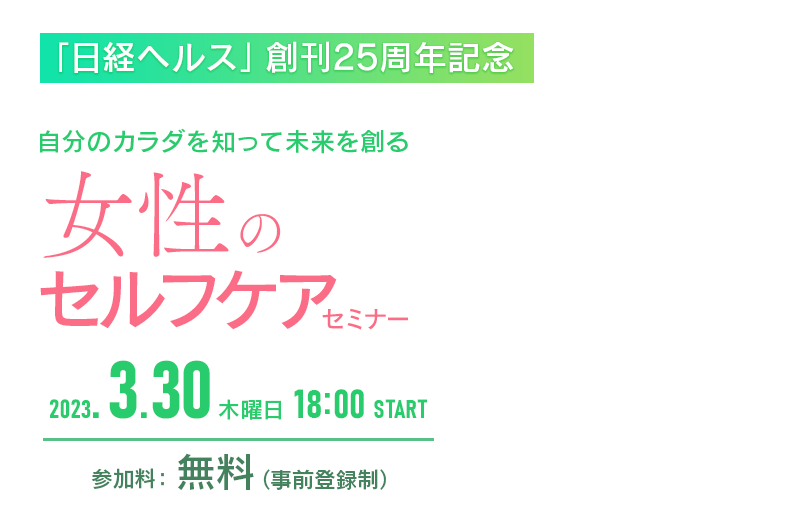 「日経ヘルス」創刊25周年記念
自分のカラダを知って未来を創る
女性の
セルフケアセミナー
2023.3.30木曜日 18:00 START
参加料：無料（事前登録制）